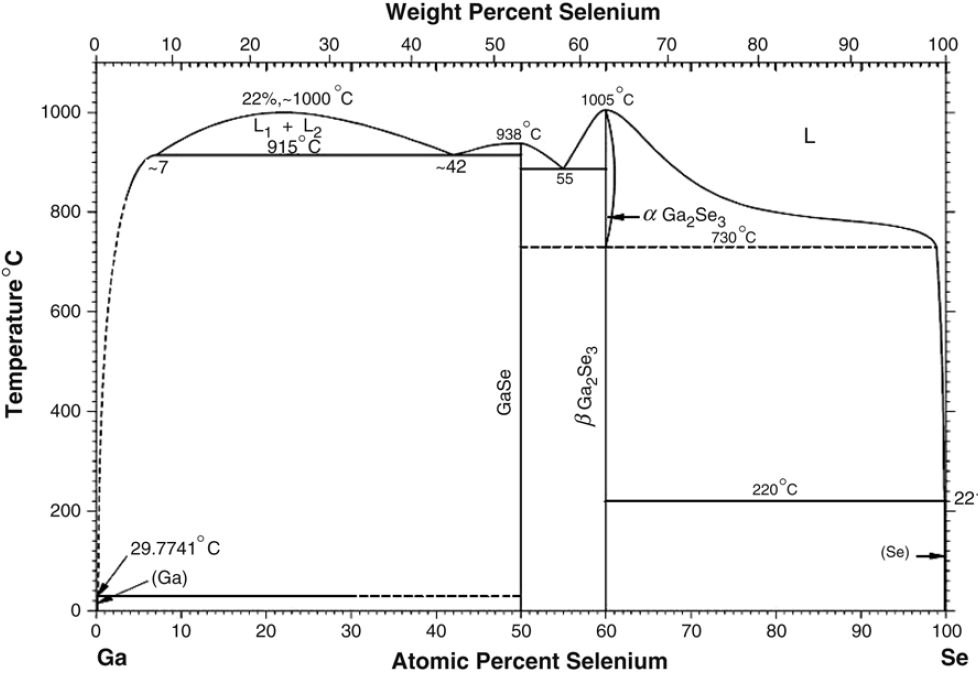 Weight Percent Selenium
0 10 20 30 40 50 60 70 80 90 100
22%,~1000°C
L1 + L2
915°C
~7
~42
938°C
55
1005°C
L
α Ga2Se3
730°C
GaSe
β Ga2Se3
220°C
22
29.7741°C
(Ga)
(Se)
Temperature°C
1000
800
600
400
200
0
0 10 20 30 40 50 60 70 80 90 100
Ga
Atomic Percent Selenium
Se